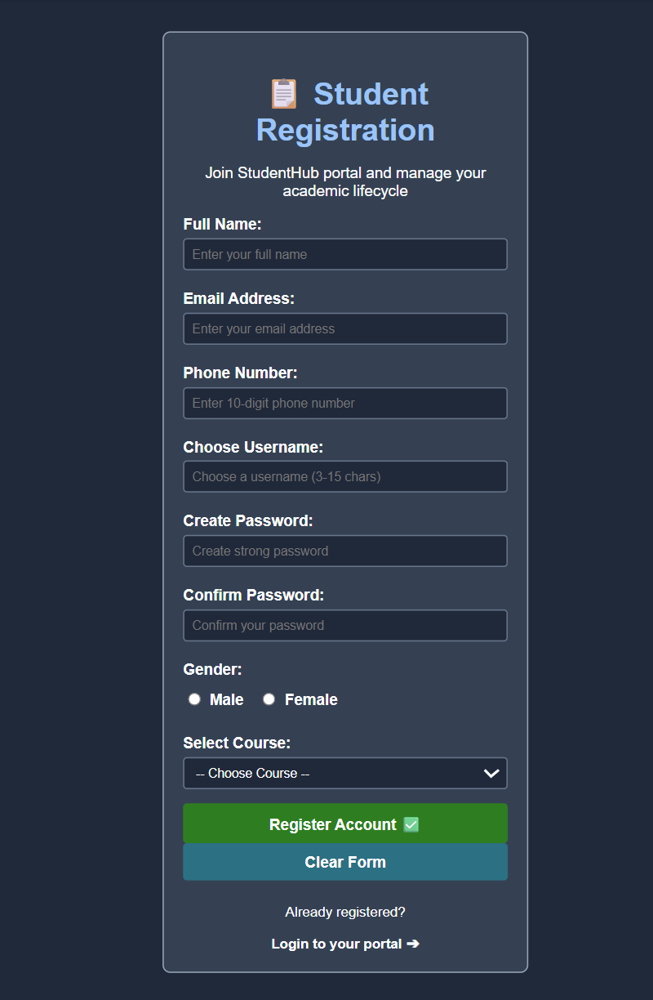 📋 Student
Registration
Join StudentHub portal and manage your
academic lifecycle
Full Name:
Enter your full name
Email Address:
Enter your email address
Phone Number:
Enter 10-digit phone number
Choose Username:
Choose a username (3-15 chars)
Create Password:
Create strong password
Confirm Password:
Confirm your password
Gender:
Male Female
Select Course:
-- Choose Course --
Register Account ✅
Clear Form
Already registered?
Login to your portal ➔